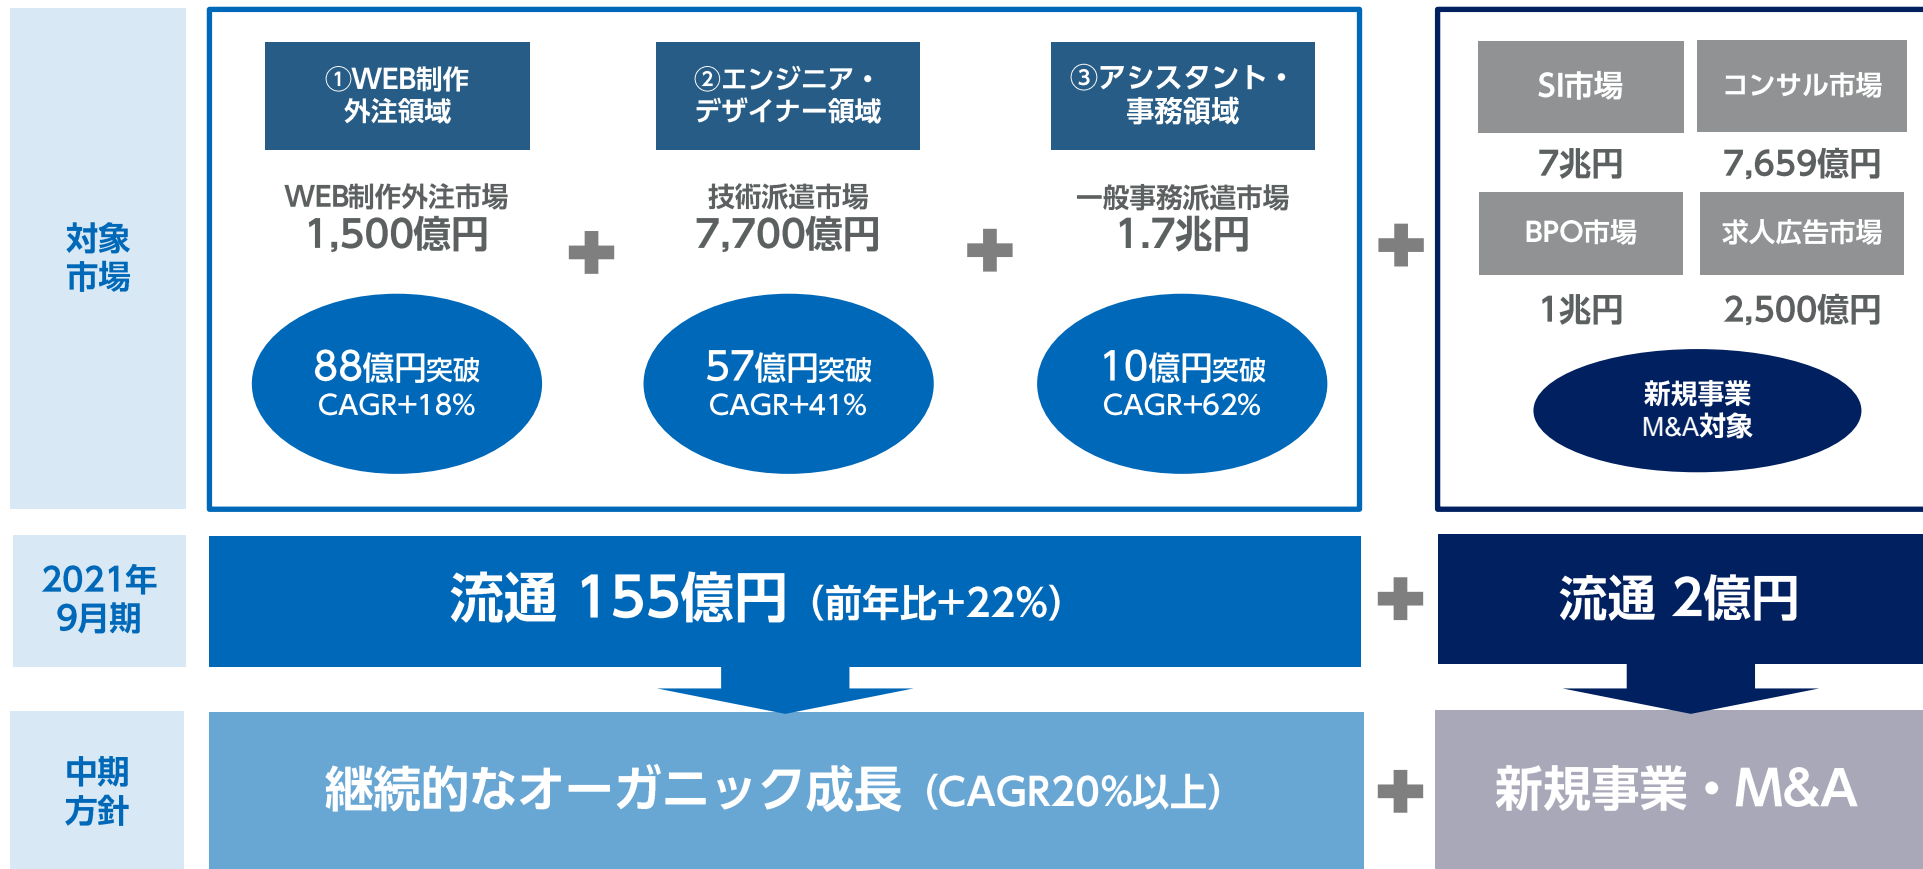 対象
市場
①WEB制作
外注領域
WEB制作外注市場
1,500億円
88億円突破
CAGR+18%
②エンジニア・
デザイナー領域
技術派遣市場
7,700億円
57億円突破
CAGR+41%
③アシスタント・
事務領域
一般事務派遣市場
1.7兆円
10億円突破
CAGR+62%
SI市場
7兆円
コンサル市場
7,659億円
BPO市場
1兆円
求人広告市場
2,500億円
新規事業
M&A対象
2021年
9月期
流通 155億円（前年比+22%）
流通 2億円
中期
方針
継続的なオーガニック成長（CAGR20%以上）
新規事業・M&A